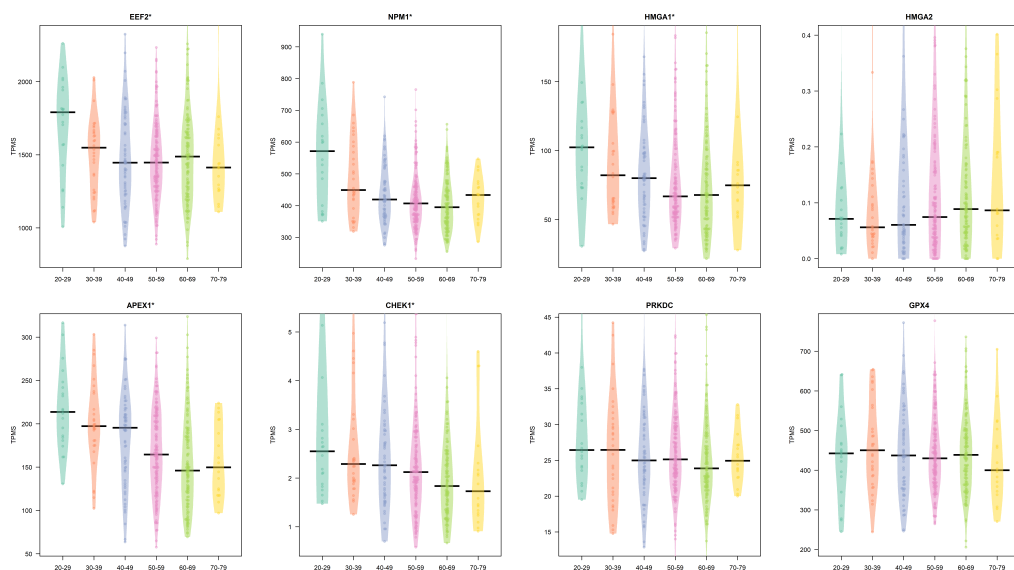 EEF2*
NPM1*
HMGA1*
HMGA2
TPMS
2000
1500
1000
20-29 30-39 40-49 50-59 60-69 70-79
TPMS
900
800
700
600
500
400
300
20-29 30-39 40-49 50-59 60-69 70-79
TPMS
150
100
50
20-29 30-39 40-49 50-59 60-69 70-79
TPMS
0.4
0.3
0.2
0.1
0.0
20-29 30-39 40-49 50-59 60-69 70-79
APEX1*
CHEK1*
PRKDC
GPX4
TPMS
300
250
200
150
100
50
20-29 30-39 40-49 50-59 60-69 70-79
TPMS
5
4
3
2
1
20-29 30-39 40-49 50-59 60-69 70-79
TPMS
45
40
35
30
25
20
15
20-29 30-39 40-49 50-59 60-69 70-79
TPMS
700
600
500
400
300
200
20-29 30-39 40-49 50-59 60-69 70-79